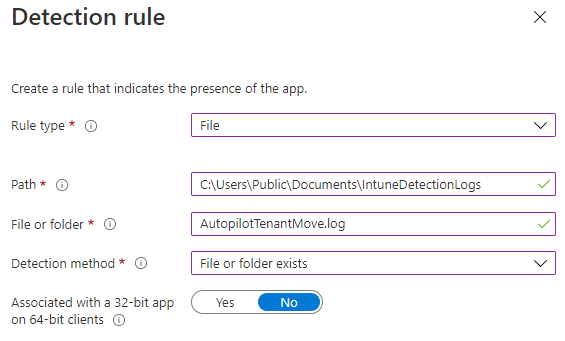 Detection rule
Create a rule that indicates the presence of the app.
Rule type *
File
Path *
C:\Users\Public\Documents\IntuneDetectionLogs
File or folder *
AutopilotTenantMove.log
Detection method *
File or folder exists
Associated with a 32-bit app
on 64-bit clients
Yes No